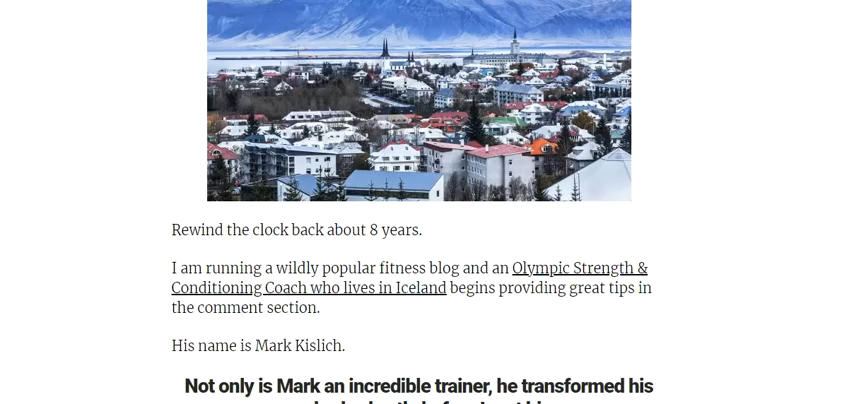 Rewind the clock back about 8 years.
I am running a wildly popular fitness blog and an Olympic Strength &
Conditioning Coach who lives in Iceland begins providing great tips in
the comment section.
His name is Mark Kislich.
Not only is Mark an incredible trainer, he transformed his